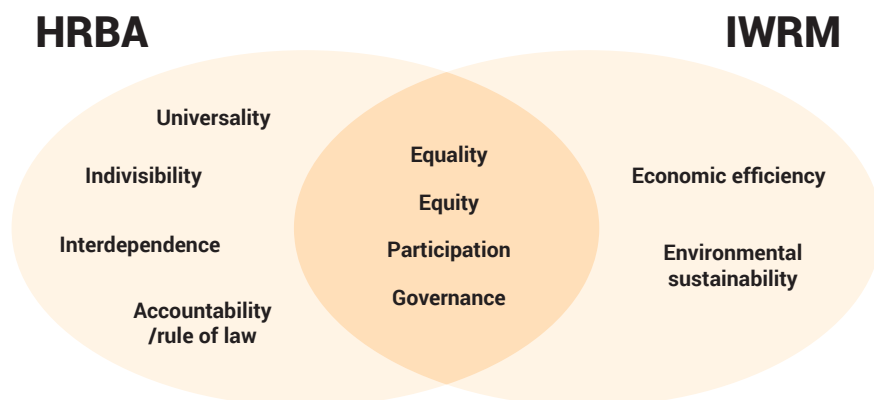 HRBA
IWRM
Universality
Indivisibility
Interdependence
Accountability
/rule of law
Equality
Equity
Participation
Governance
Economic efficiency
Environmental
sustainability